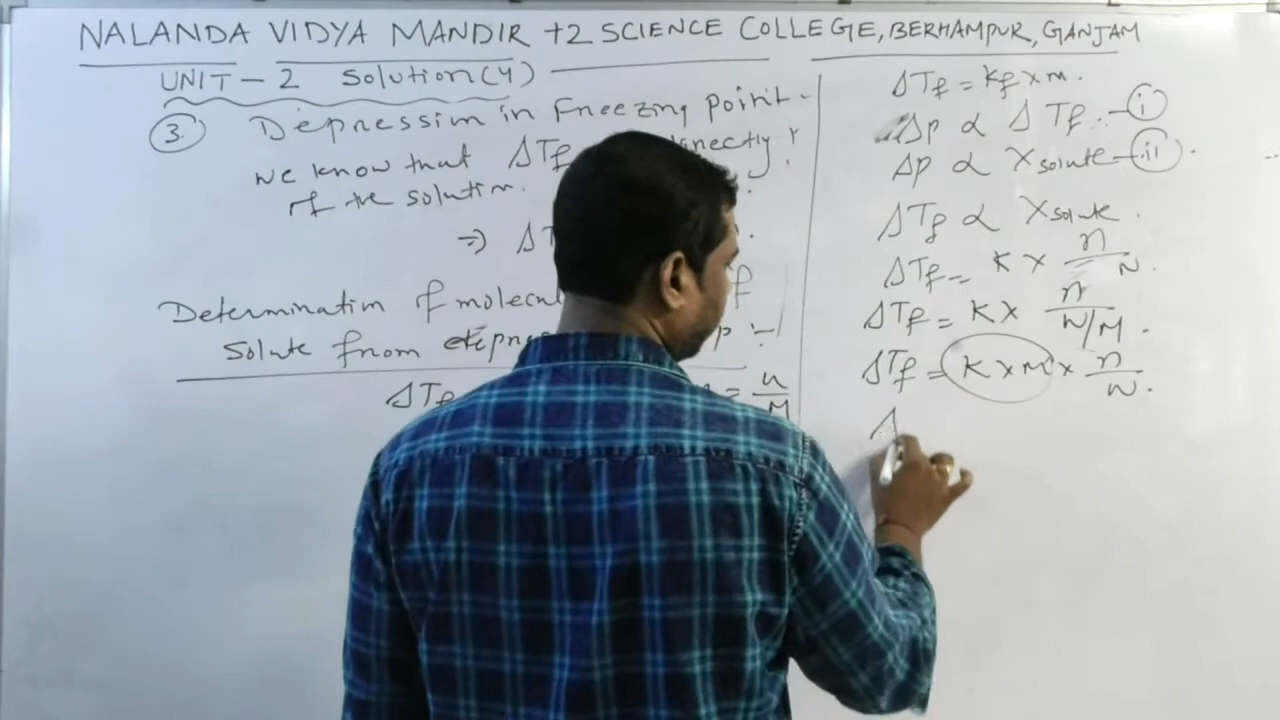 NALANDA VIDYA MANDIR +2 SCIENCE COLLEGE, BERHAMPUR, GANJAM
UNIT - 2 Solution (4)
3. Depression in Freezing point.
we know that ΔTf
of the solution.
⇒ ΔT
Determination of molecul f
Solute from p :-
ΔTf = n/M
ΔTf = Kf x m.
Δp ∝ ΔTf. - (i)
Δp ∝ Xsolute - (ii).
ΔTf ∝ Xsolute.
ΔTf = K x n/N.
ΔTf = K x n/W/M.
ΔTf = K x M x n/W.
Δ